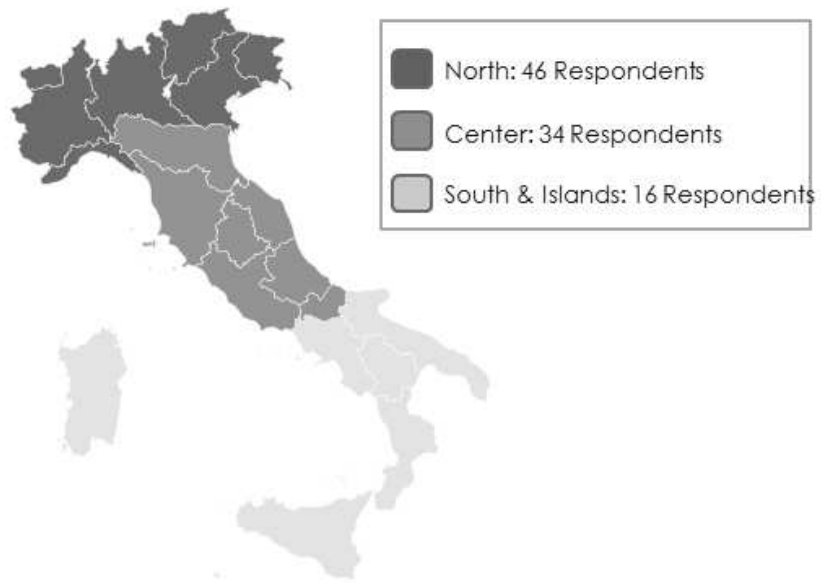 North: 46 Respondents
Center: 34 Respondents
South & Islands: 16 Respondents